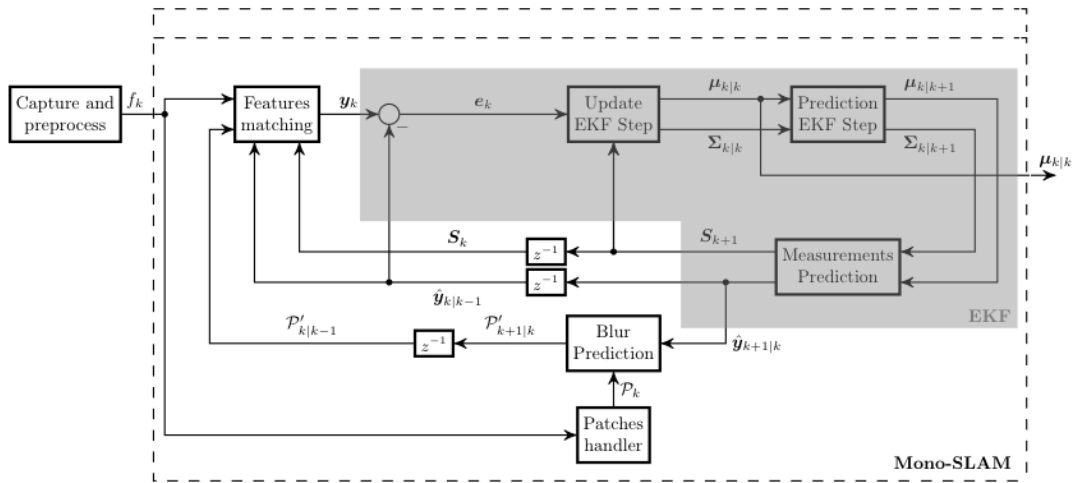 Capture and
preprocess
f_k
Features
matching
𝒚_k
−
𝒆_k
Update
EKF Step
𝝁_{k|k}
𝚺_{k|k}
Prediction
EKF Step
𝝁_{k|k+1}
𝚺_{k|k+1}
𝝁_{k|k}
𝑺_k
z^{-1}
𝑺_{k+1}
Measurements
Prediction
z^{-1}
ŷ_{k|k-1}
EKF
𝒫′_{k|k-1}
z^{-1}
𝒫′_{k+1|k}
Blur
Prediction
ŷ_{k+1|k}
𝒫_k
Patches
handler
Mono-SLAM